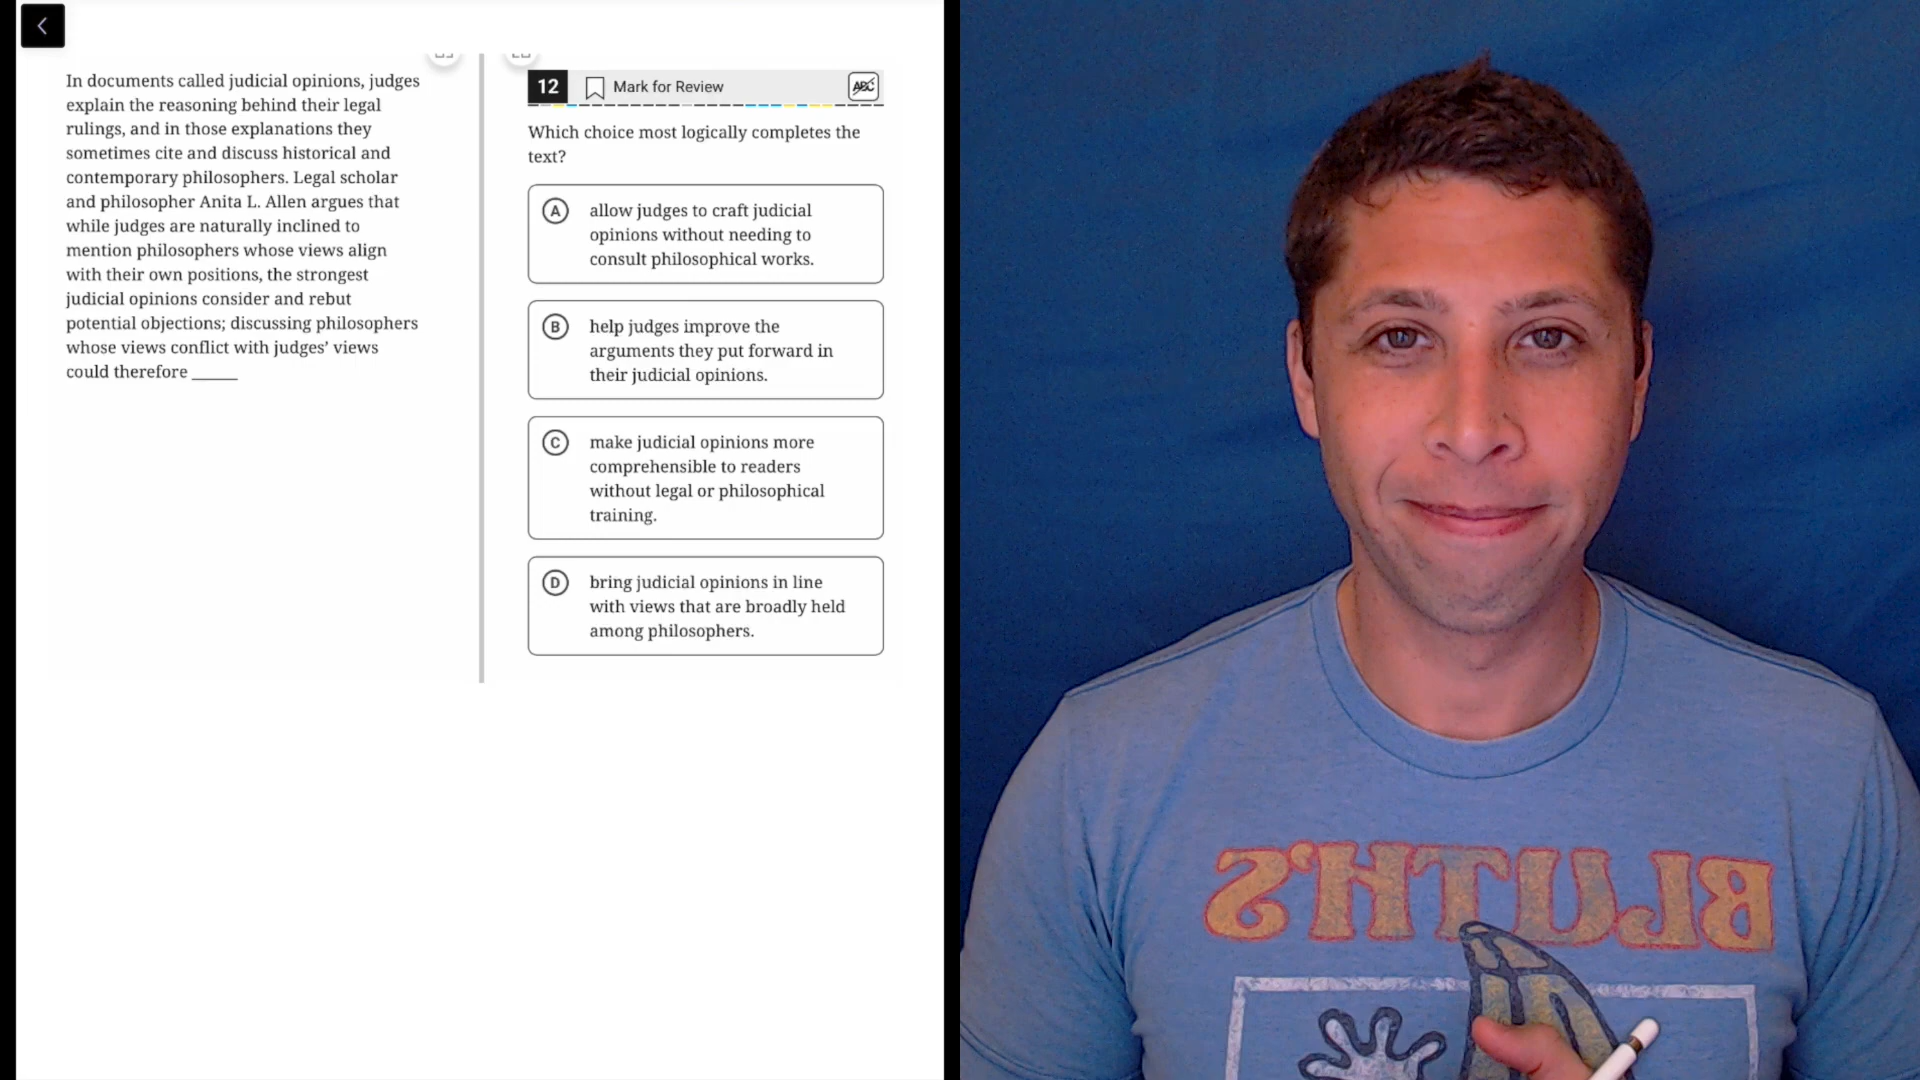 In documents called judicial opinions, judges
explain the reasoning behind their legal
rulings, and in those explanations they
sometimes cite and discuss historical and
contemporary philosophers. Legal scholar
and philosopher Anita L. Allen argues that
while judges are naturally inclined to
mention philosophers whose views align
with their own positions, the strongest
judicial opinions consider and rebut
potential objections; discussing philosophers
whose views conflict with judges’ views
could therefore ______
12 Mark for Review ABC
Which choice most logically completes the
text?
A allow judges to craft judicial
opinions without needing to
consult philosophical works.
B help judges improve the
arguments they put forward in
their judicial opinions.
C make judicial opinions more
comprehensible to readers
without legal or philosophical
training.
D bring judicial opinions in line
with views that are broadly held
among philosophers.
BLUTH'S